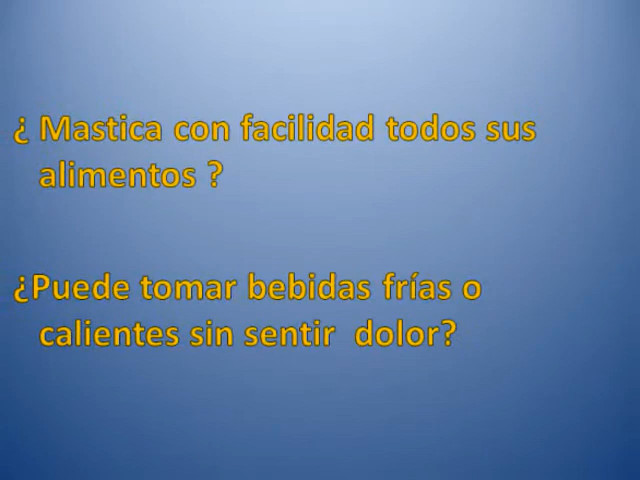 ¿ Mastica con facilidad todos sus
alimentos ?
¿Puede tomar bebidas frías o
calientes sin sentir  dolor?